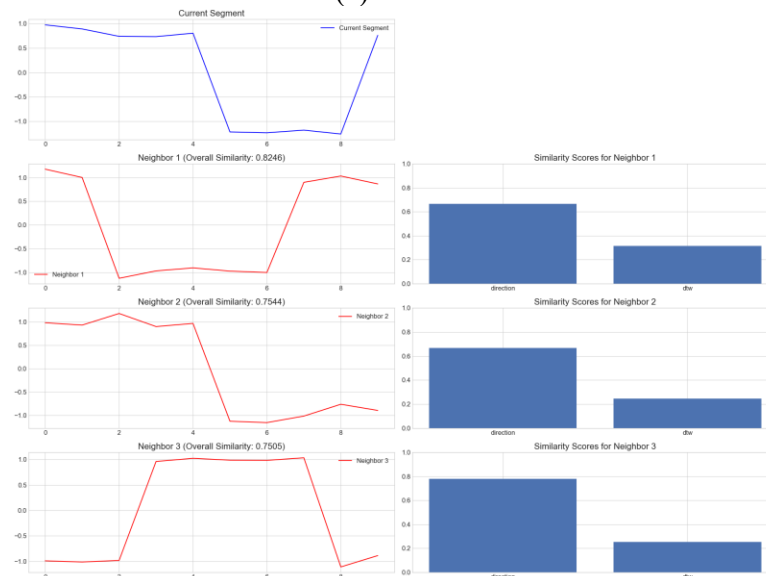 Current Segment
Current Segment
1.0
0.5
0.0
−0.5
−1.0
0 2 4 6 8
Neighbor 1 (Overall Similarity: 0.8246)
Neighbor 1
1.0
0.5
0.0
−0.5
−1.0
0 2 4 6 8
Similarity Scores for Neighbor 1
1.0
0.8
0.6
0.4
0.2
0.0
direction dtw
Neighbor 2 (Overall Similarity: 0.7544)
Neighbor 2
1.0
0.5
0.0
−0.5
−1.0
0 2 4 6 8
Similarity Scores for Neighbor 2
1.0
0.8
0.6
0.4
0.2
0.0
direction dtw
Neighbor 3 (Overall Similarity: 0.7505)
Neighbor 3
1.0
0.5
0.0
−0.5
−1.0
0 2 4 6 8
Similarity Scores for Neighbor 3
1.0
0.8
0.6
0.4
0.2
0.0
direction dtw